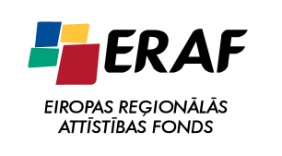 ERAF
EIROPAS REĢIONĀLĀS
ATTĪSTĪBAS FONDS